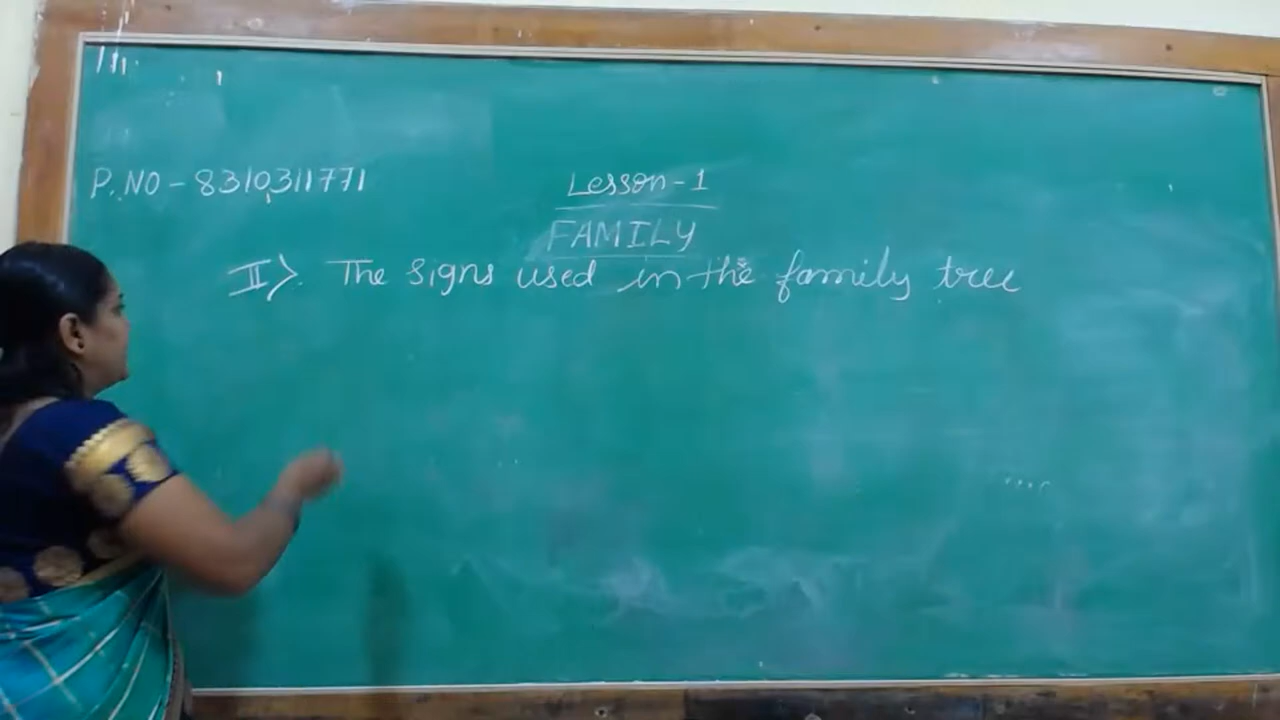 P.NO - 8310311771
Lesson - 1
FAMILY
II>. The signs used in the family tree